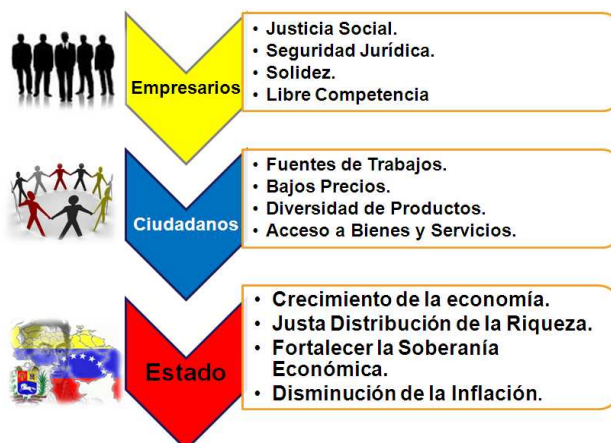 Empresarios
• Justicia Social.
• Seguridad Jurídica.
• Solidez.
• Libre Competencia
Ciudadanos
• Fuentes de Trabajos.
• Bajos Precios.
• Diversidad de Productos.
• Acceso a Bienes y Servicios.
Estado
• Crecimiento de la economía.
• Justa Distribución de la Riqueza.
• Fortalecer la Soberanía
Económica.
• Disminución de la Inflación.